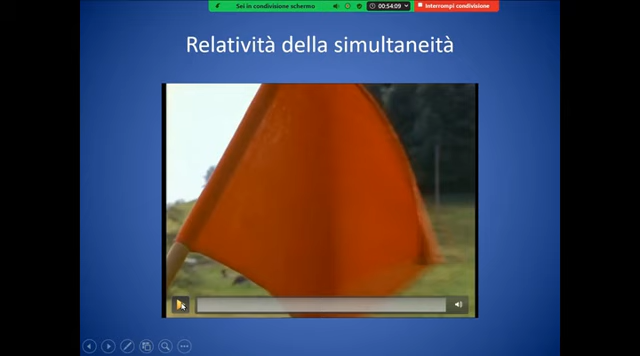 Sei in condivisione schermo
00:54:09
Interrompi condivisione
Relatività della simultaneità